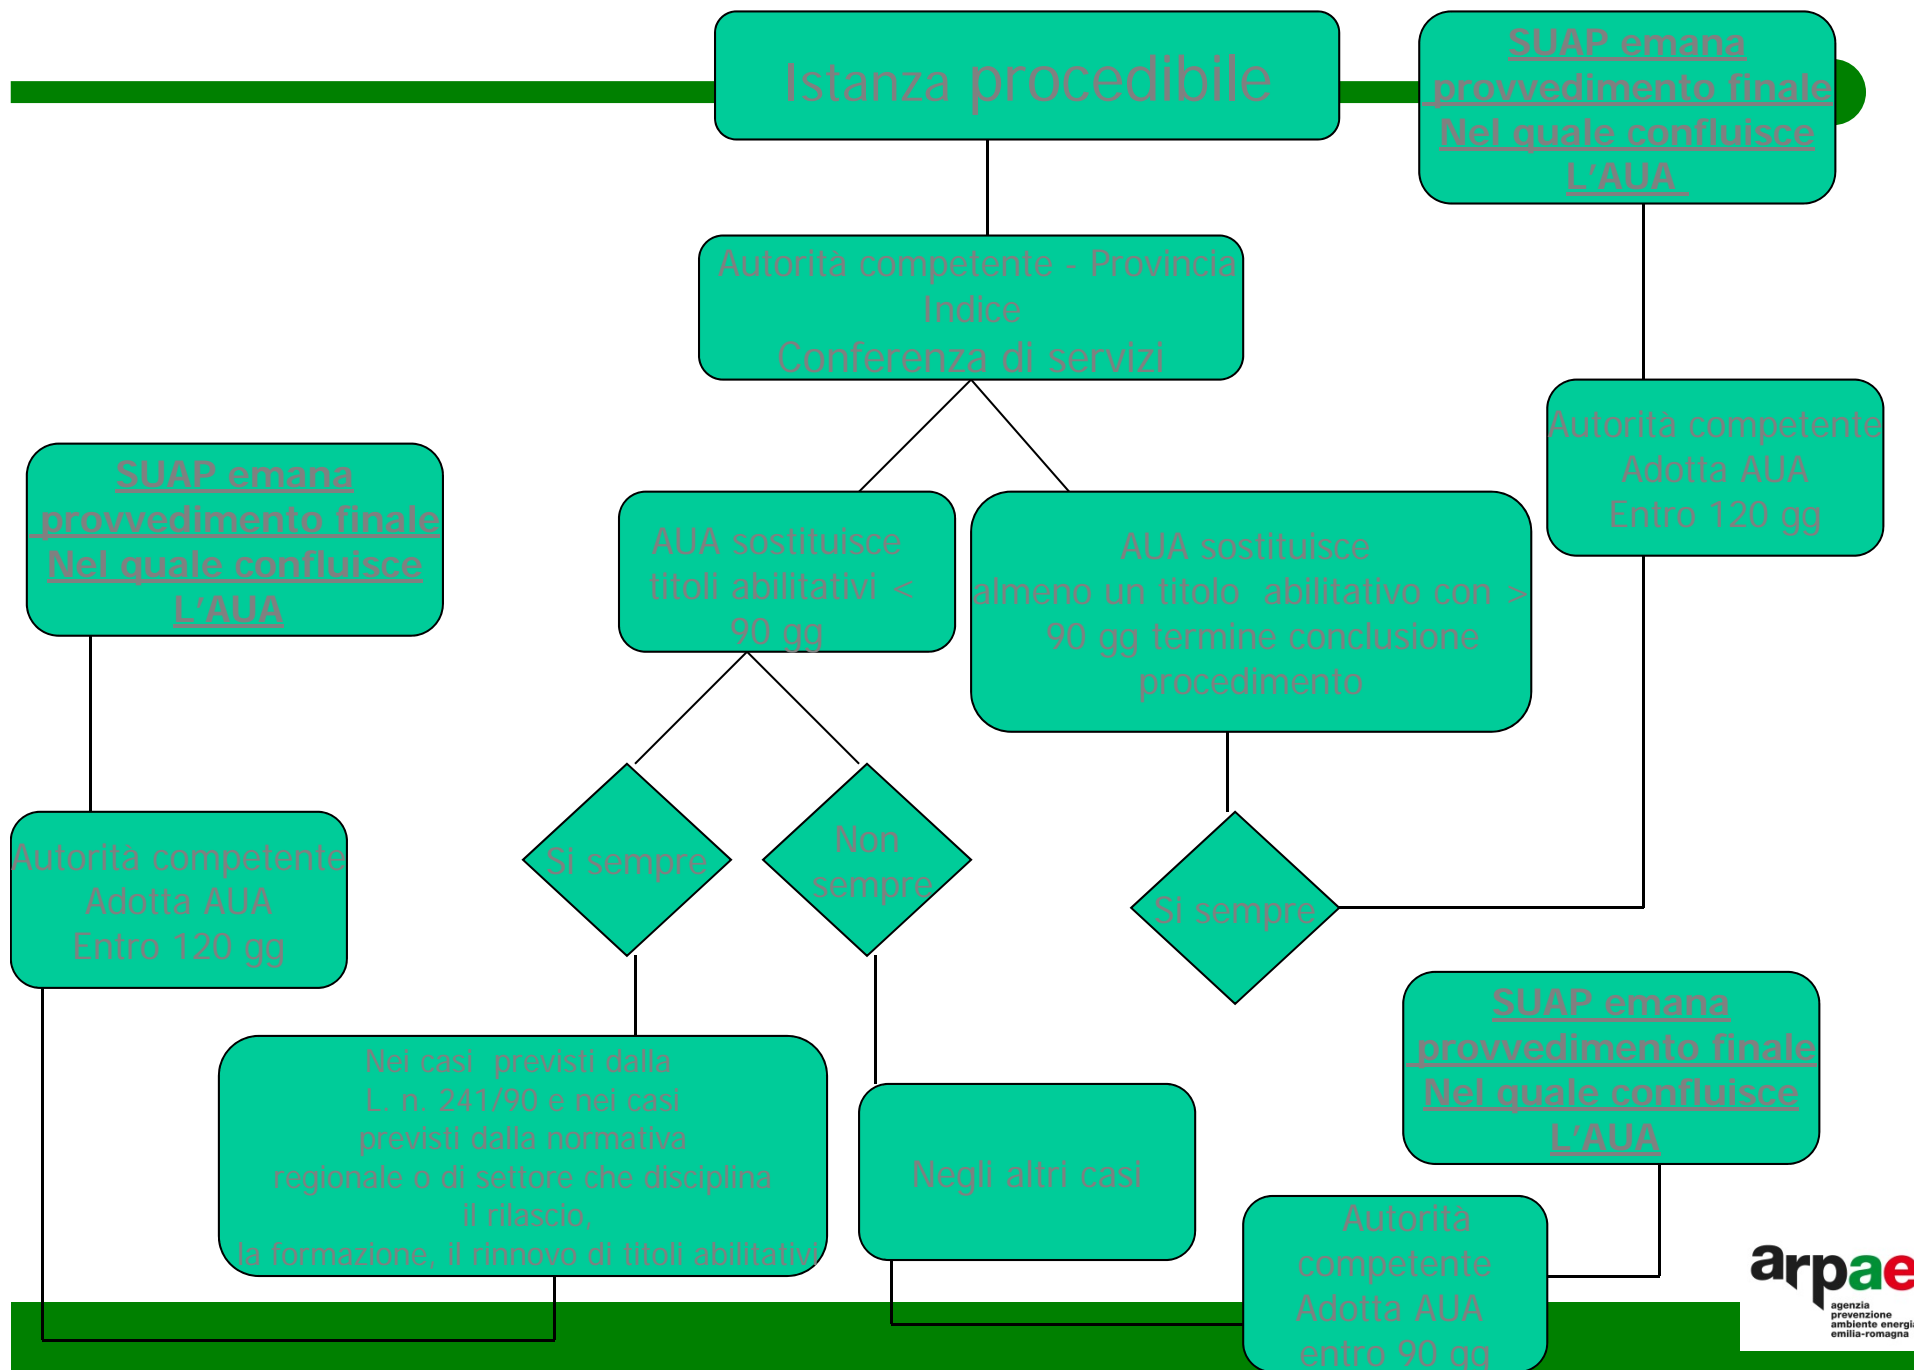 Istanza procedibile
SUAP emana
provvedimento finale
Nel quale confluisce
L'AUA
Autorità competente - Provincia
Indice
Conferenza di servizi
Autorità competente
Adotta AUA
Entro 120 gg
SUAP emana
provvedimento finale
Nel quale confluisce
L'AUA
AUA sostituisce
titoli abilitativi <
90 gg
AUA sostituisce
almeno un titolo abilitativo con >
90 gg termine conclusione
procedimento
Autorità competente
Adotta AUA
Entro 120 gg
Si sempre
Non
sempre
Si sempre
SUAP emana
provvedimento finale
Nel quale confluisce
L'AUA
Nei casi previsti dalla
L. n. 241/90 e nei casi
previsti dalla normativa
regionale o di settore che disciplina
il rilascio,
la formazione, il rinnovo di titoli abilitativi
Negli altri casi
Autorità
competente
Adotta AUA
entro 90 gg
arpae
agenzia
prevenzione
ambiente energia
emilia-romagna